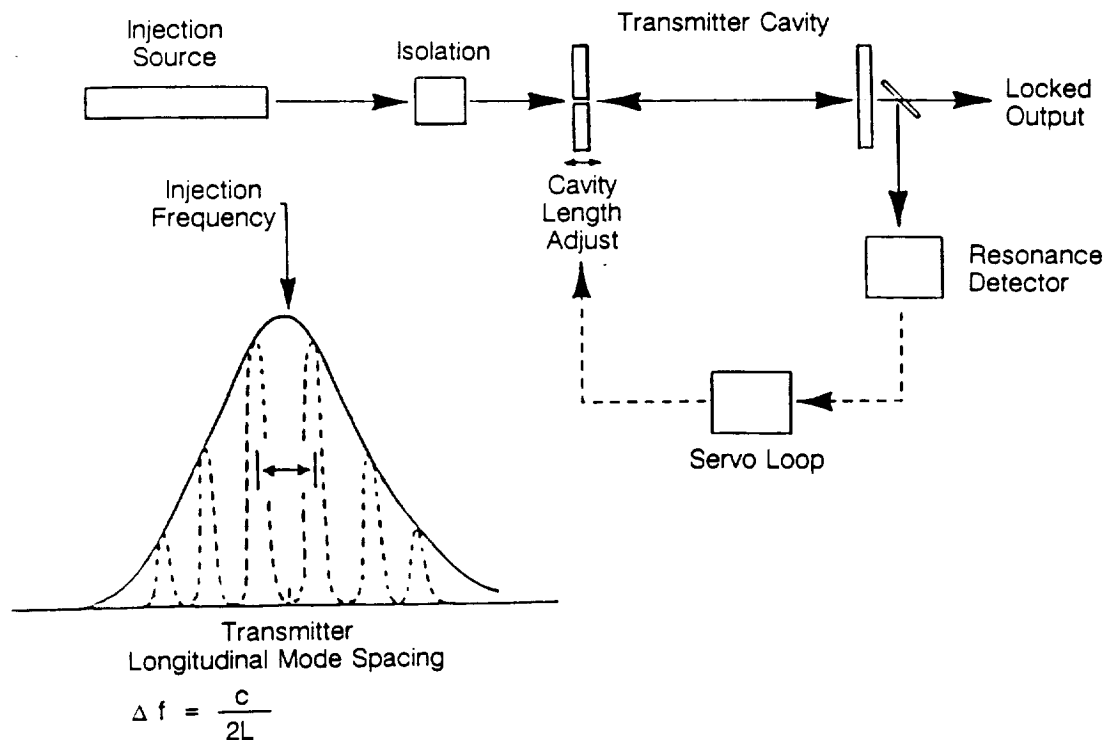 Injection
Source
Isolation
Transmitter Cavity
Locked
Output
Cavity
Length
Adjust
Resonance
Detector
Servo Loop
Injection
Frequency
Transmitter
Longitudinal Mode Spacing
Δ f = c
2L